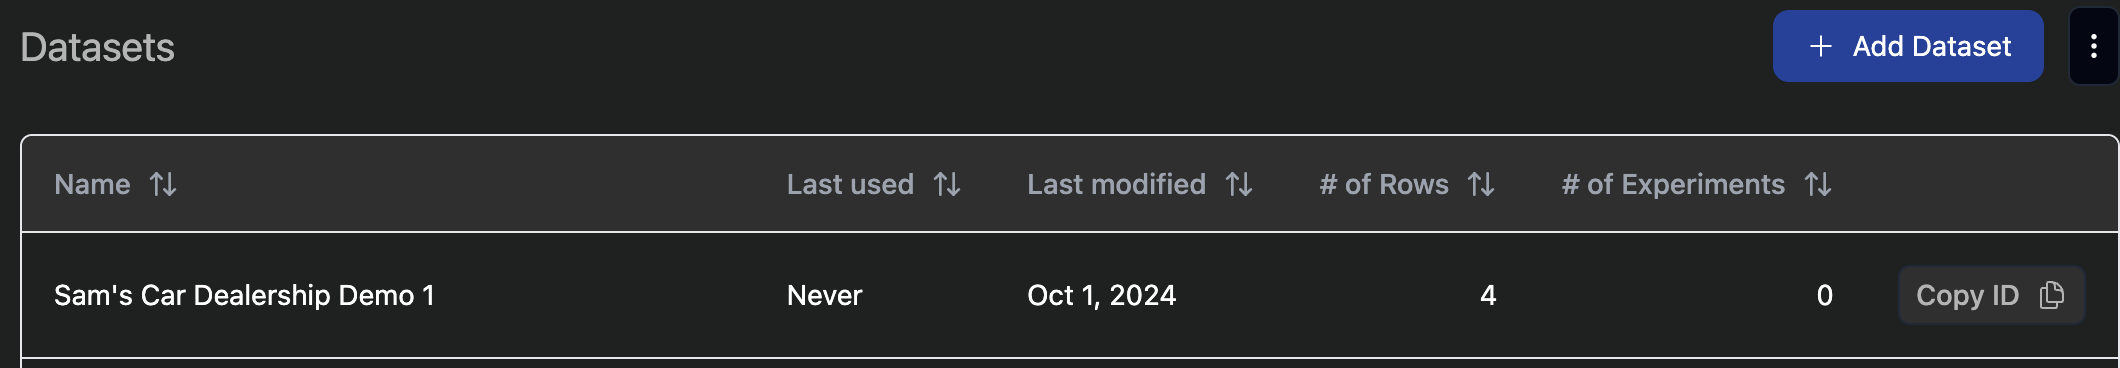 Datasets
+ Add Dataset
Name Last used Last modified # of Rows # of Experiments
Sam's Car Dealership Demo 1 Never Oct 1, 2024 4 0 Copy ID